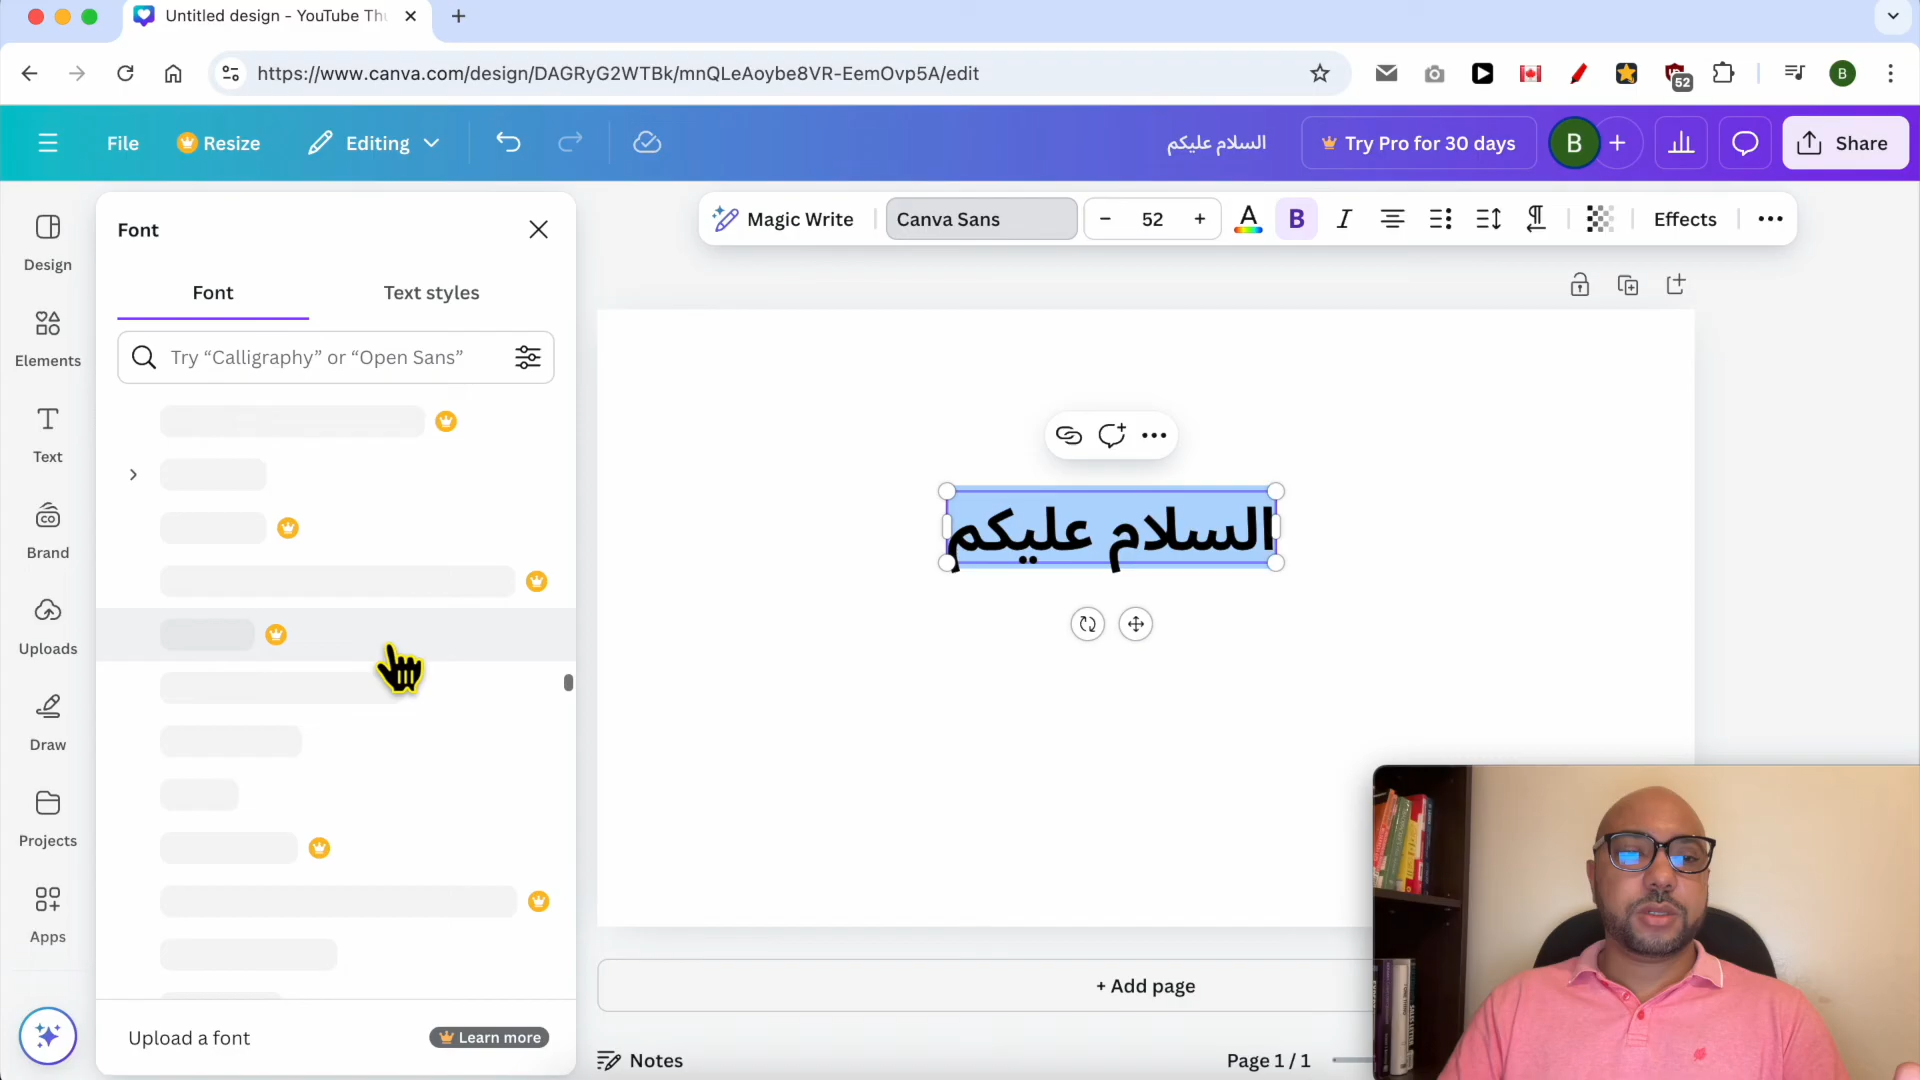 Untitled design - YouTube Th
https://www.canva.com/design/DAGRyG2WTBk/mnQLeAoybe8VR-EemOvp5A/edit
52
B
File
Resize
Editing
السلام عليكم
Try Pro for 30 days
B
Share
Design
Elements
Text
Brand
Uploads
Draw
Projects
Apps
Font
Font
Text styles
Try “Calligraphy” or “Open Sans”
Upload a font
Learn more
Magic Write
Canva Sans
52
A
B
I
Effects
السلام عليكم
+ Add page
Notes
Page 1 / 1